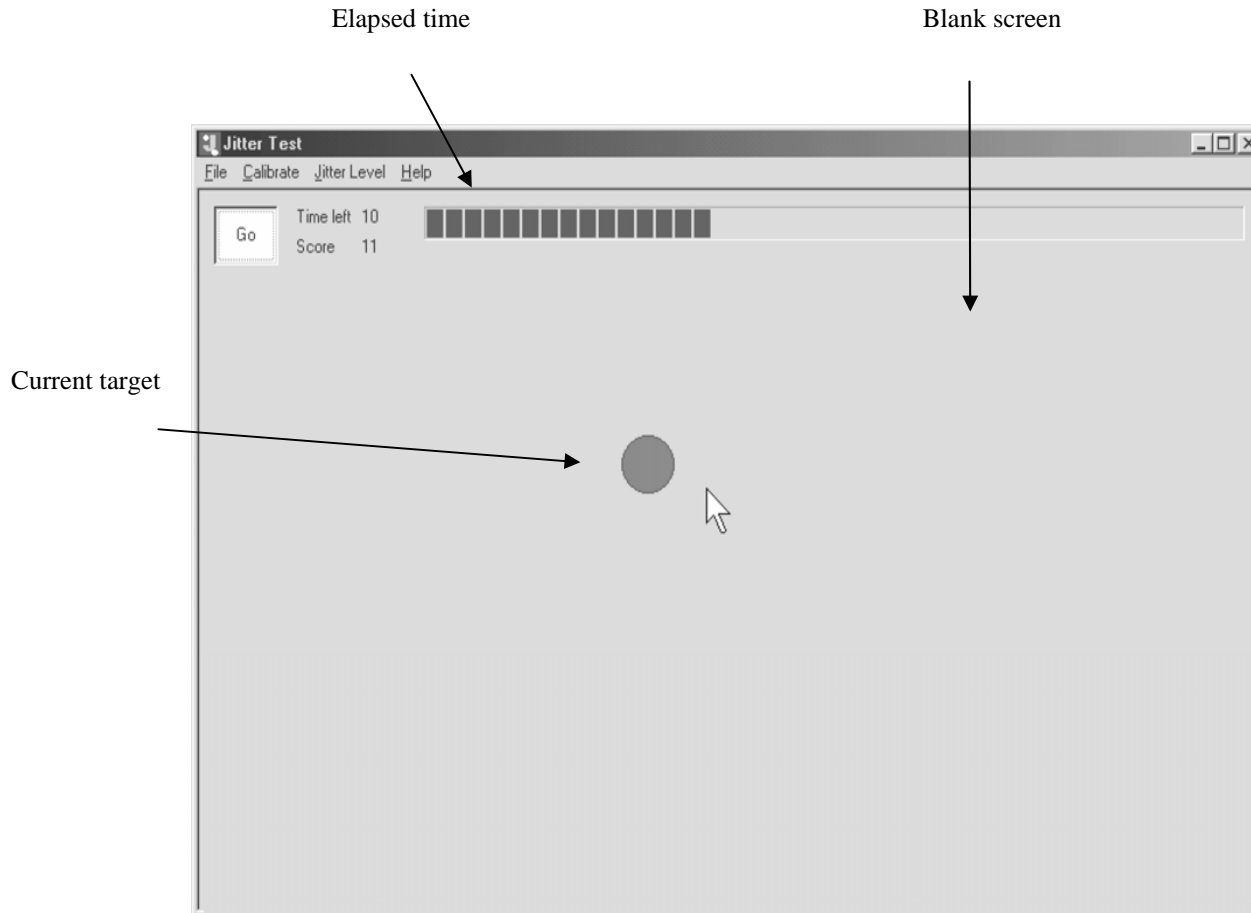 Elapsed time
Blank screen
Jitter Test
File Calibrate Jitter Level Help
Go
Time left 10
Score 11
Current target